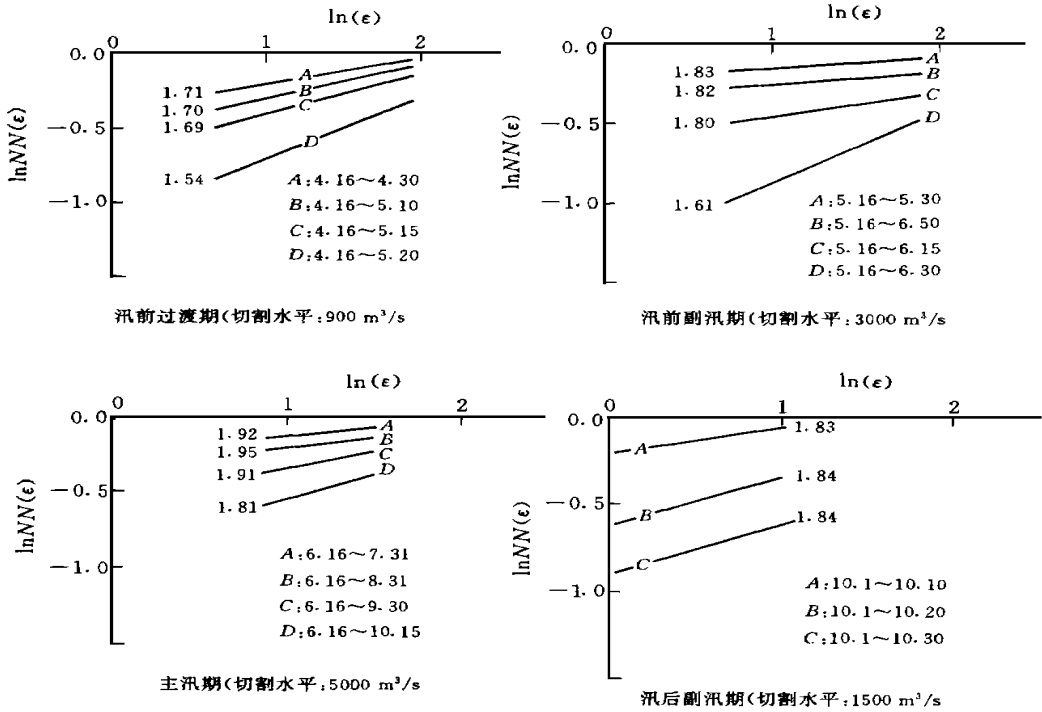 ln(ε)
0 1 2
0.0
−0.5
−1.0
lnNN(ε)
1.71
1.70
1.69
1.54
A
B
C
D
A:4.16~4.30
B:4.16~5.10
C:4.16~5.15
D:4.16~5.20
汛前过渡期(切割水平:900 m³/s
ln(ε)
0 1 2
0.0
−0.5
−1.0
lnNN(ε)
1.83
1.82
1.80
1.61
A
B
C
D
A:5.16~5.30
B:5.16~6.50
C:5.16~6.15
D:5.16~6.30
汛前副汛期(切割水平:3000 m³/s
ln(ε)
0 1 2
0.0
−0.5
−1.0
lnNN(ε)
1.92
1.95
1.91
1.81
A
B
C
D
A:6.16~7.31
B:6.16~8.31
C:6.16~9.30
D:6.16~10.15
主汛期(切割水平:5000 m³/s
ln(ε)
0 1 2
0.0
−0.5
−1.0
lnNN(ε)
A 1.83
B 1.84
C 1.84
A:10.1~10.10
B:10.1~10.20
C:10.1~10.30
汛后副汛期(切割水平:1500 m³/s